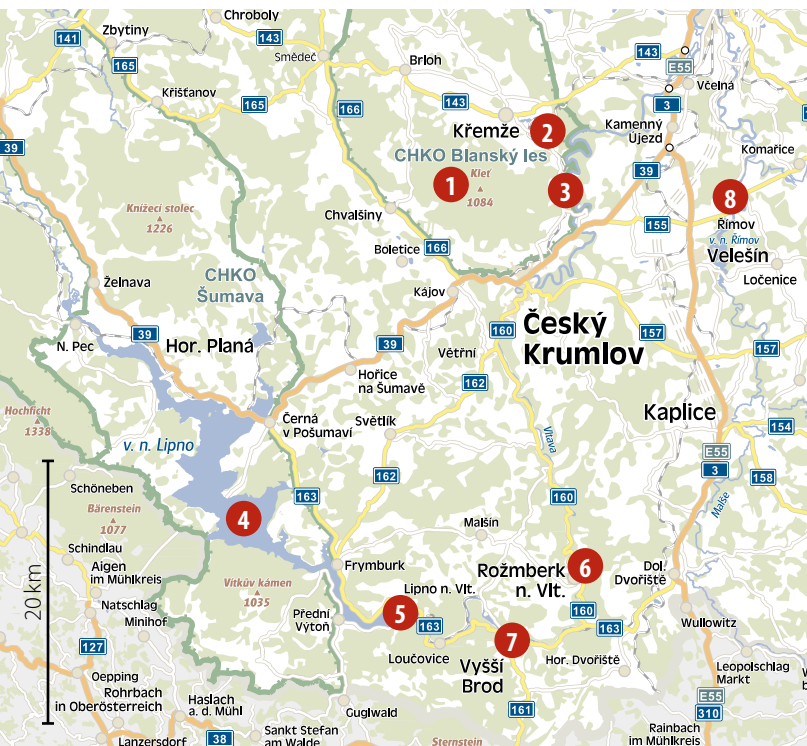 Chroboly
Zbytiny
141
143
Smědeč
143
Brloh
E55
165
Včelná
Křišťanov
165
166
143
3
Křemže
2
Kamenný
Újezd
39
CHKO Blanský les
Komařice
1
Kleť
1084
3
39
8
Knížecí stolec
1226
Chvalšiny
155
Římov
v. n. Římov
Boletice
166
Velešín
CHKO
Šumava
Ločenice
Želnava
Kájov
160
Český
Krumlov
39
N. Pec
Hor. Planá
39
Větřní
157
157
Hořice
na Šumavě
162
Hochficht
1338
Černá
v Pošumaví
Světlík
Kaplice
154
v. n. Lipno
Vltava
E55
3
162
158
Schöneben
163
160
Malše
Bärenstein
1077
4
Malšín
Schindlau
Aigen
im Mühlkreis
Frymburk
Rožmberk
n. Vlt.
6
Dol.
Dvořiště
20 km
Vítkův kámen
1035
Lipno n. Vlt.
Natschlag
Minihof
Přední
Výtoň
5
163
160
163
Wullowitz
127
7
Loučovice
Vyšší
Brod
Hor. Dvořiště
Leopolschlag
Markt
Oepping
Rohrbach
in Oberösterreich
Haslach
a. d. Mühl
Guglwald
161
E55
310
Lanzersdorf
38
Sankt Stefan
am Walde
Sternstein
Rainbach
im Mühlkreis